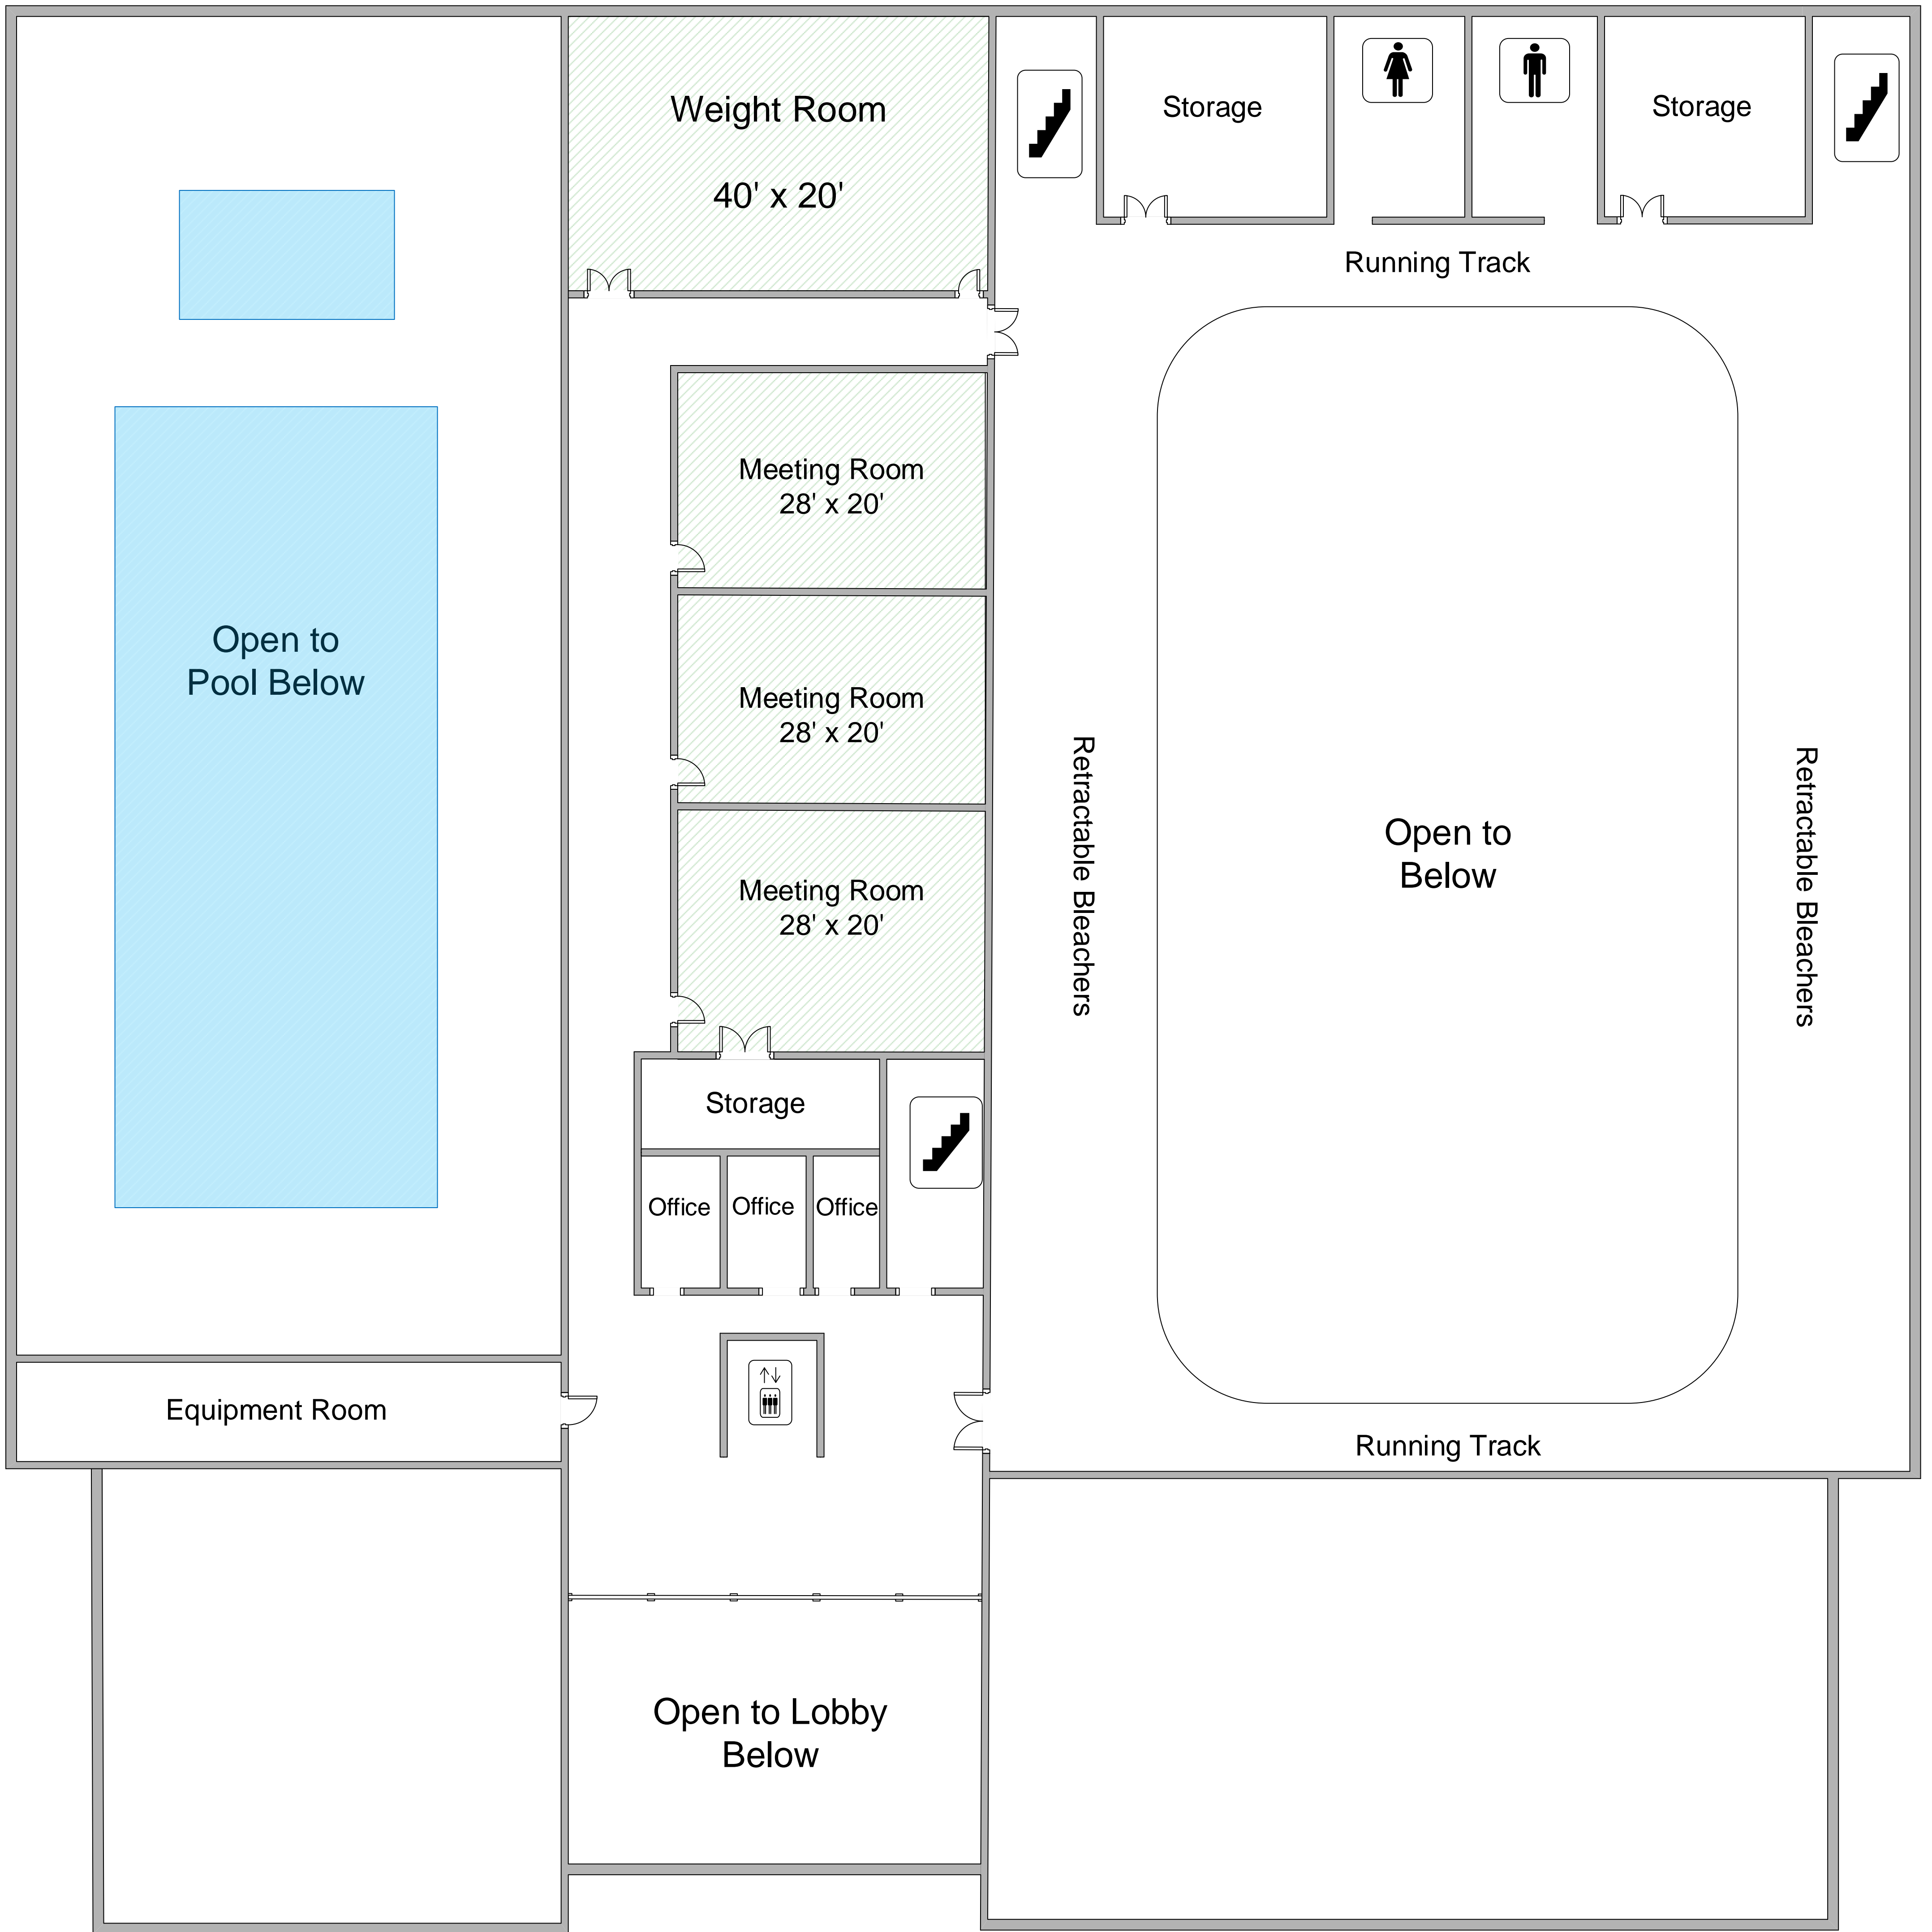 Weight Room
40' x 20'
Storage
Storage
Running Track
Meeting Room
28' x 20'
Open to
Pool Below
Meeting Room
28' x 20'
Retractable Bleachers
Open to
Below
Retractable Bleachers
Meeting Room
28' x 20'
Storage
Office
Office
Office
Equipment Room
Running Track
Open to Lobby
Below